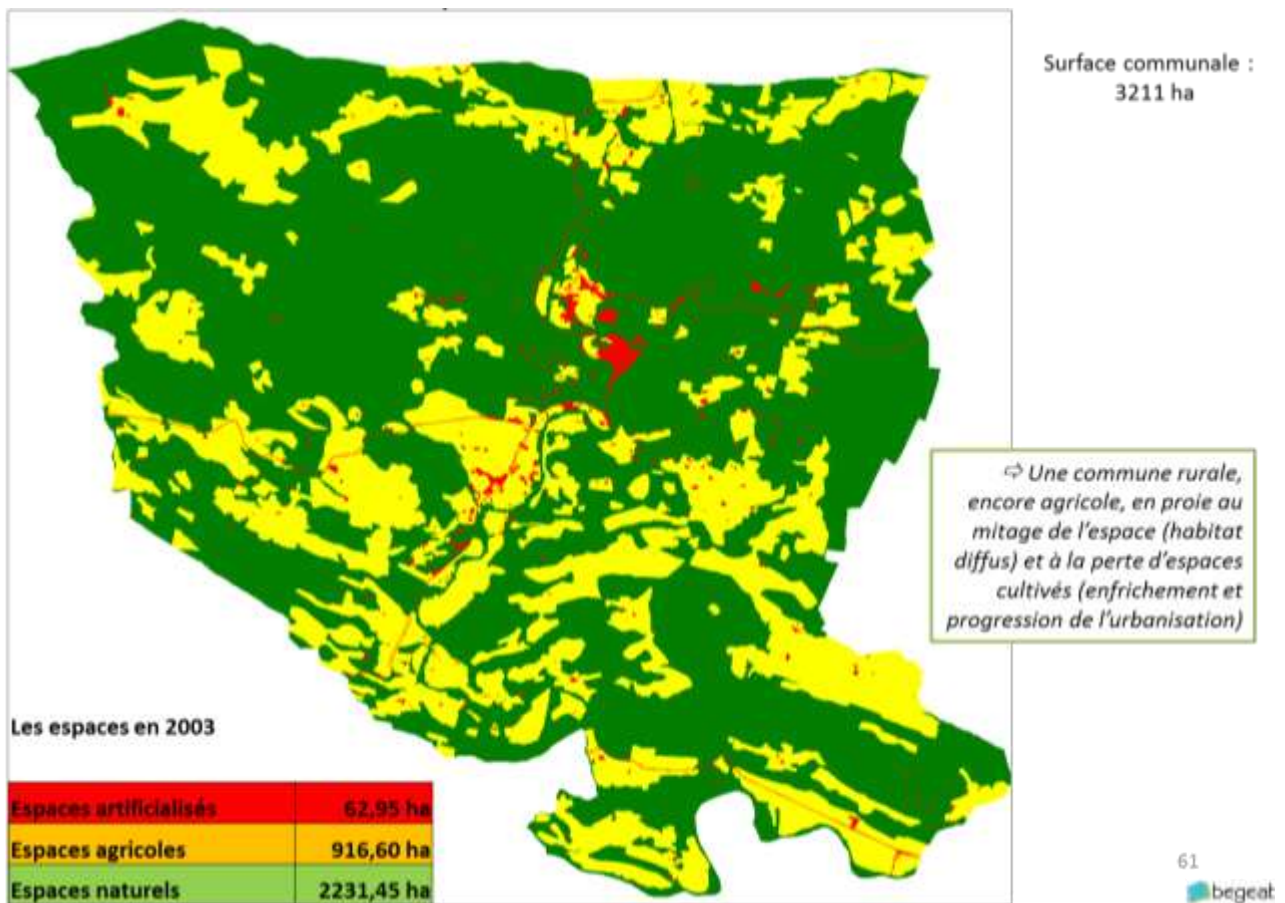 Surface communale :
3211 ha
⇨ Une commune rurale,
encore agricole, en proie au
mitage de l'espace (habitat
diffus) et à la perte d'espaces
cultivés (enfrichement et
progression de l'urbanisation)
Les espaces en 2003
Espaces artificialisés 62,95 ha
Espaces agricoles 916,60 ha
Espaces naturels 2231,45 ha
61
begeat